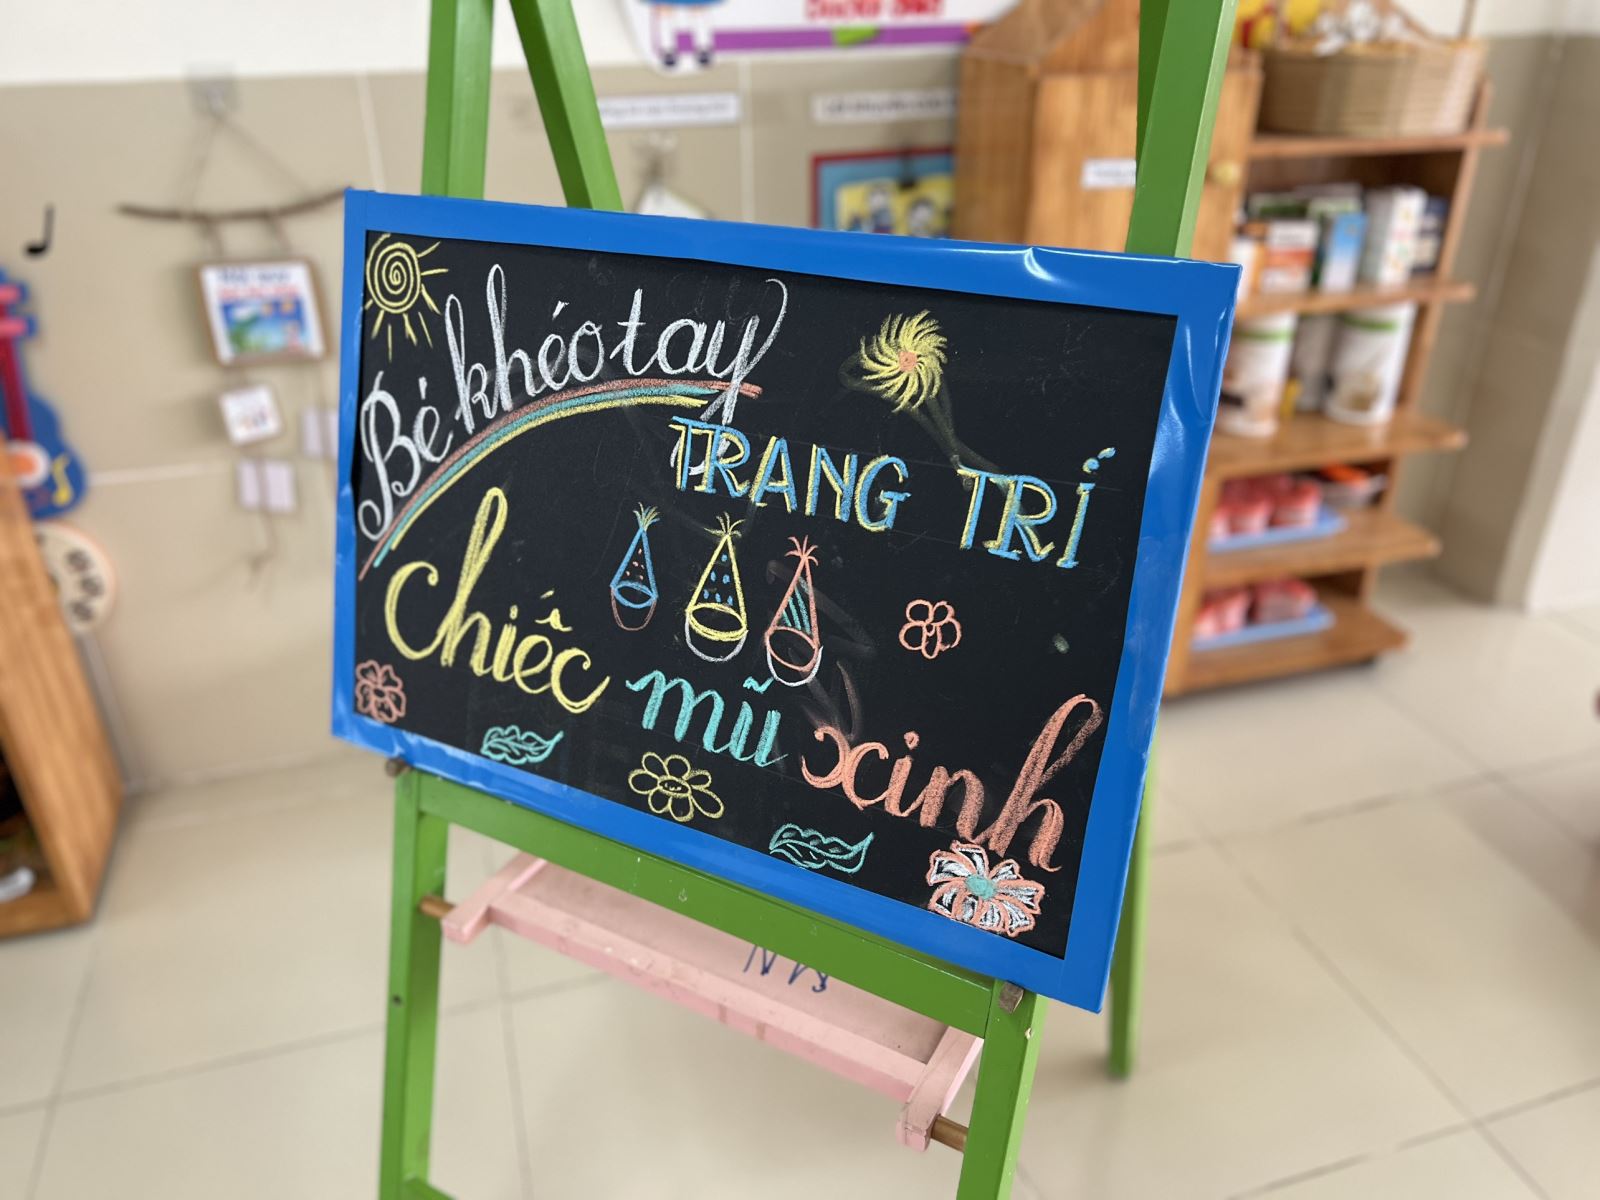 Bé khéo tay
TRANG TRÍ
Chiếc mũ xinh